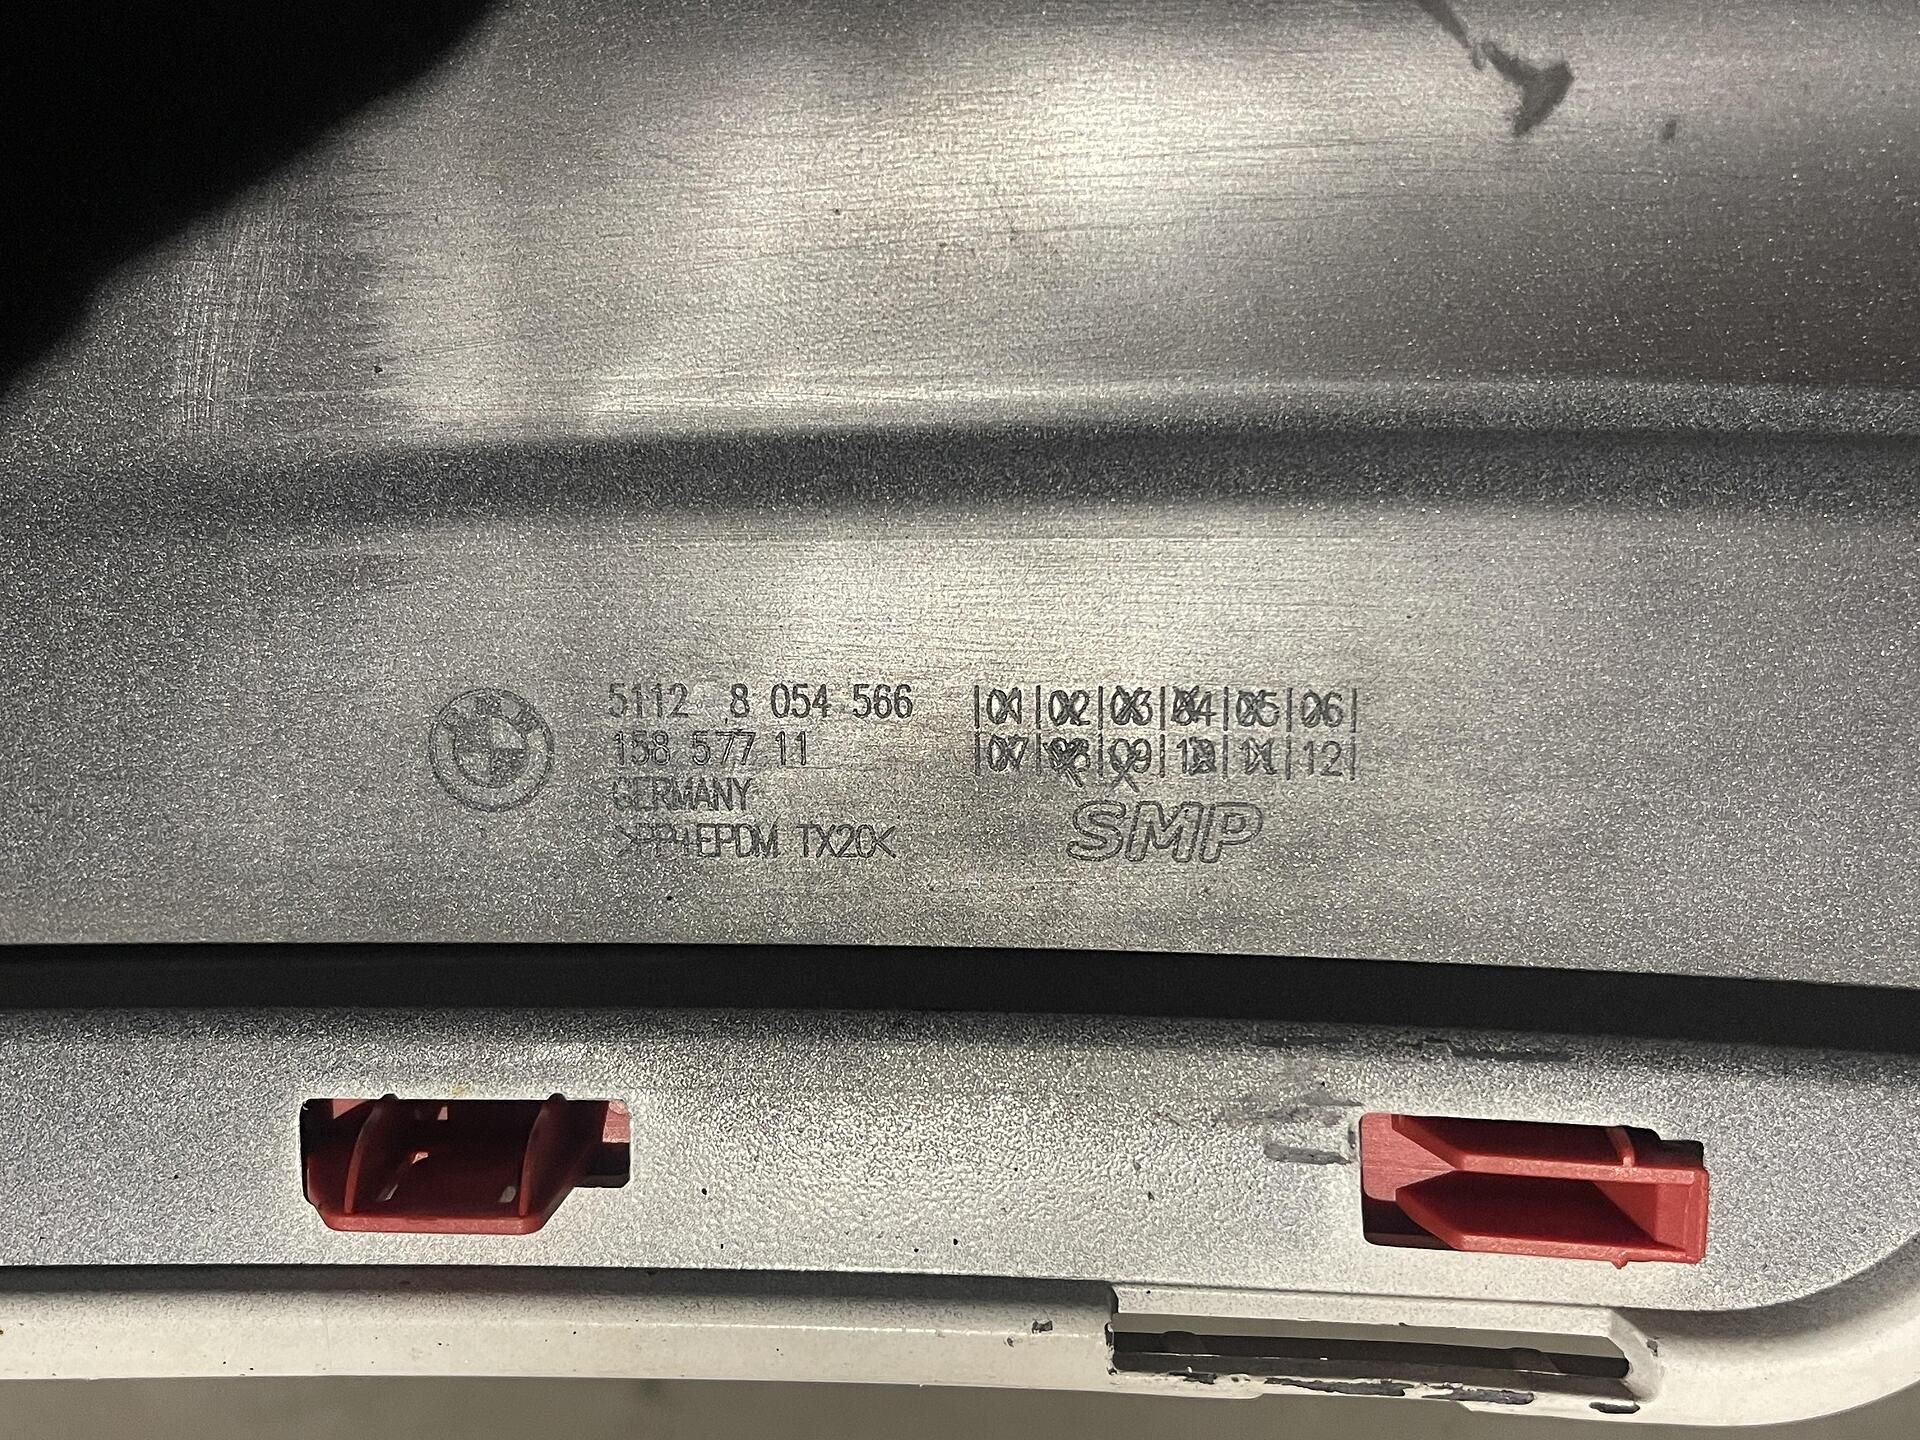 5112 8 054 566
158 577 11
GERMANY
>PP+EPDM TX20<
|01|02|03|04|05|06|
|07|08|09|10|11|12|
SMP